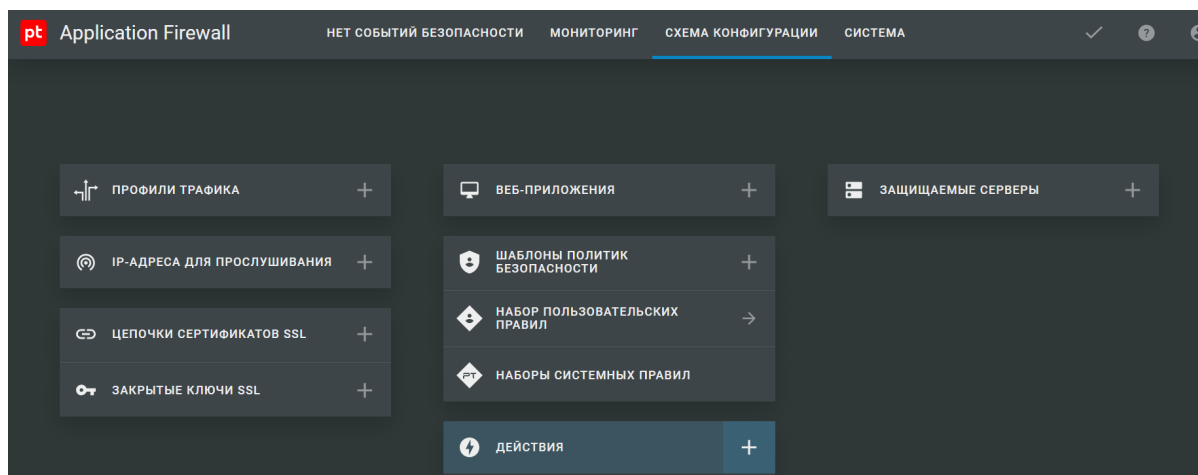 pt Application Firewall НЕТ СОБЫТИЙ БЕЗОПАСНОСТИ МОНИТОРИНГ СХЕМА КОНФИГУРАЦИИ СИСТЕМА ?
ПРОФИЛИ ТРАФИКА
IP-АДРЕСА ДЛЯ ПРОСЛУШИВАНИЯ
ЦЕПОЧКИ СЕРТИФИКАТОВ SSL
ЗАКРЫТЫЕ КЛЮЧИ SSL
ВЕБ-ПРИЛОЖЕНИЯ
ШАБЛОНЫ ПОЛИТИК
БЕЗОПАСНОСТИ
НАБОР ПОЛЬЗОВАТЕЛЬСКИХ
ПРАВИЛ
PT НАБОРЫ СИСТЕМНЫХ ПРАВИЛ
ДЕЙСТВИЯ
ЗАЩИЩАЕМЫЕ СЕРВЕРЫ